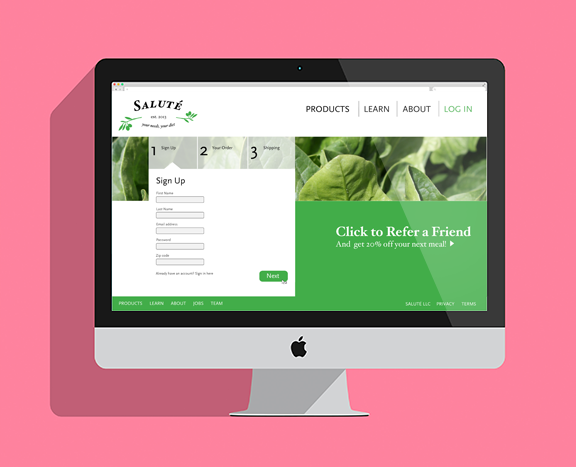 SALUTÉ
est. 2013
your week, your diet
PRODUCTS LEARN ABOUT LOG IN
1 Sign Up 2 Your Order 3 Shipping
Sign Up
First Name
Last Name
Email address
Password
Zip code
Already have an account? Sign in here
Next
Click to Refer a Friend
And get 20% off your next meal!
PRODUCTS LEARN ABOUT JOBS TEAM
SALUTE LLC PRIVACY TERMS